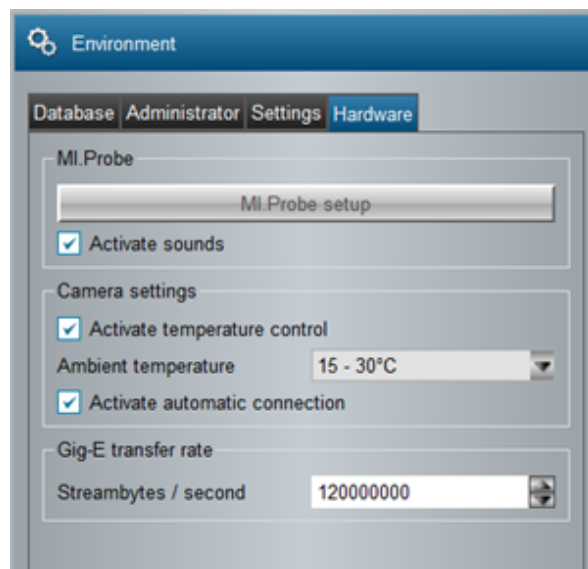 Environment
Database Administrator Settings Hardware
MI.Probe
MI.Probe setup
Activate sounds
Camera settings
Activate temperature control
Ambient temperature 15 - 30°C
Activate automatic connection
Gig-E transfer rate
Streambytes / second 120000000